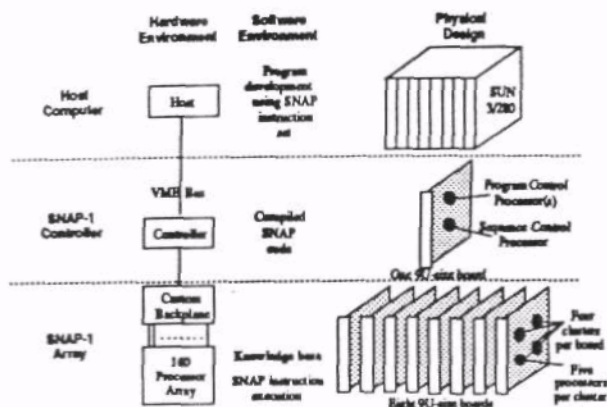 Hardware Environment
Software Environment
Physical Design
Host Computer
Host
Program development using SNAP instruction set
SUN 3/280
VME Bus
SNAP-1 Controller
Controller
Compiled SNAP code
Program Control Processor(s)
Sequence Control Processor
One 9U-size board
SNAP-1 Array
Custom Backplane
Processor Array
Knowledge base
SNAP instruction execution
Four clusters per board
Five processors per cluster
Eight 9U-size boards